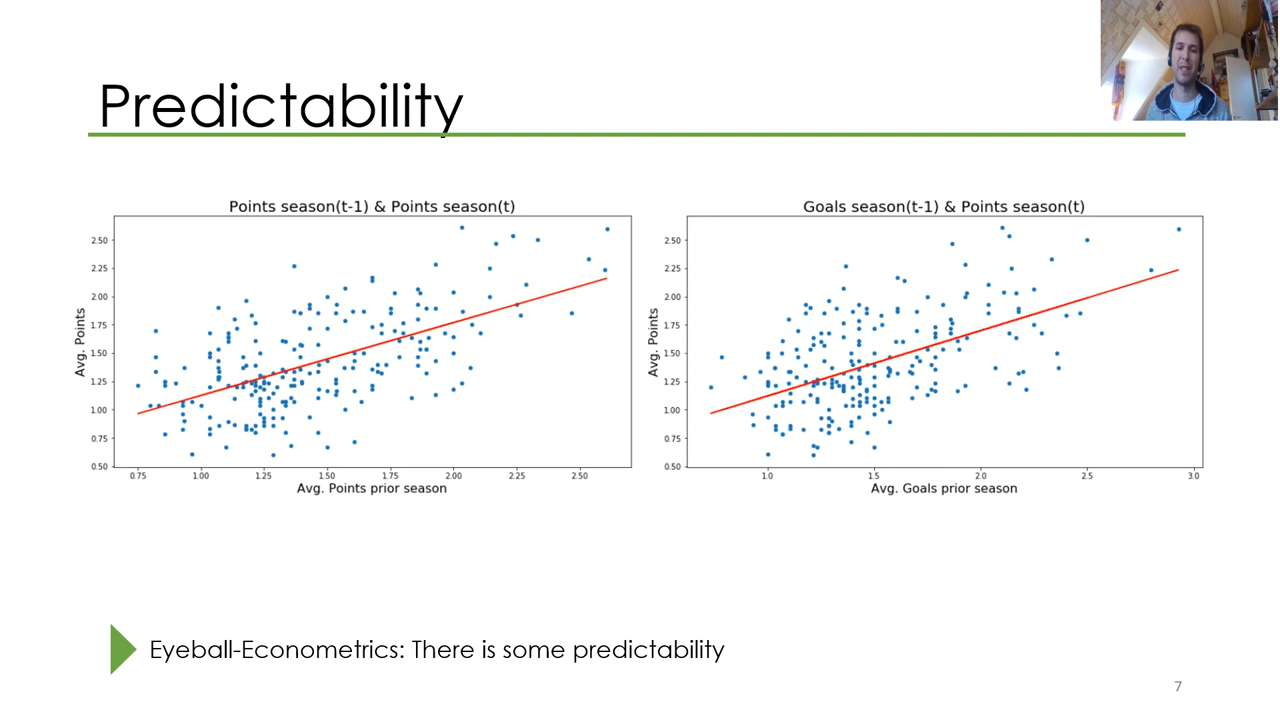 Predictability
Points season(t-1) & Points season(t)
Avg. Points
2.50
2.25
2.00
1.75
1.50
1.25
1.00
0.75
0.50
0.75 1.00 1.25 1.50 1.75 2.00 2.25 2.50
Avg. Points prior season
Goals season(t-1) & Points season(t)
Avg. Points
2.50
2.25
2.00
1.75
1.50
1.25
1.00
0.75
0.50
1.0 1.5 2.0 2.5 3.0
Avg. Goals prior season
Eyeball-Econometrics: There is some predictability
7